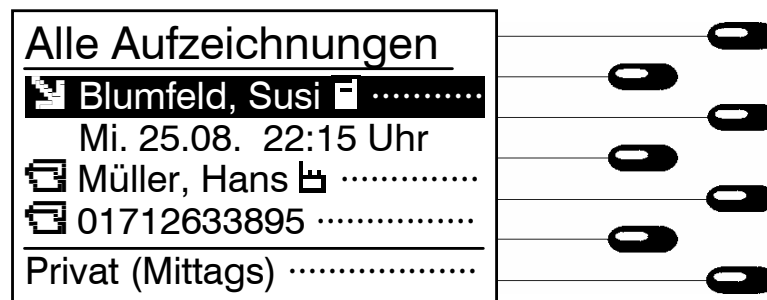 Alle Aufzeichnungen
Blumfeld, Susi ...........
Mi. 25.08. 22:15 Uhr
Müller, Hans ..............
01712633895 ................
Privat (Mittags) ...................